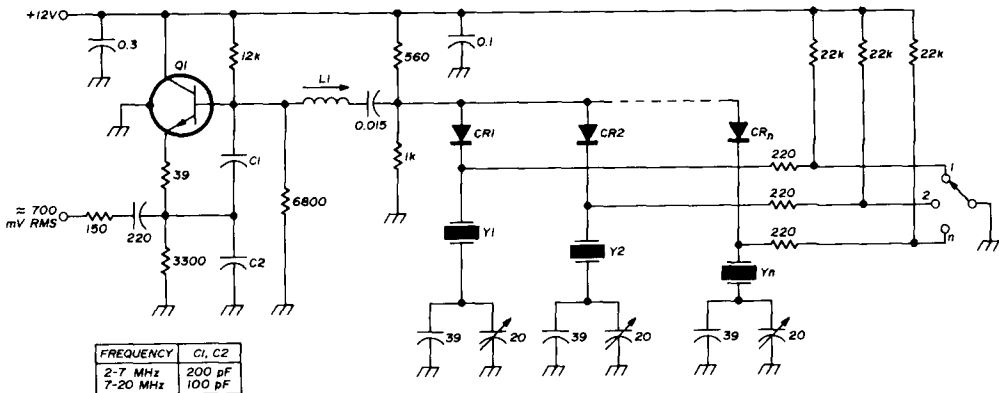 +12V
0.3
Q1
12k
L1
560
0.1
22k
22k
22k
0.015
CR1
CR2
CRn
C1
39
1k
220
1
≈ 700
mV RMS
150
220
6800
220
2
3300
C2
Y1
Y2
220
n
Yn
39
20
39
20
39
20
FREQUENCY C1, C2
2-7 MHz 200 pF
7-20 MHz 100 pF